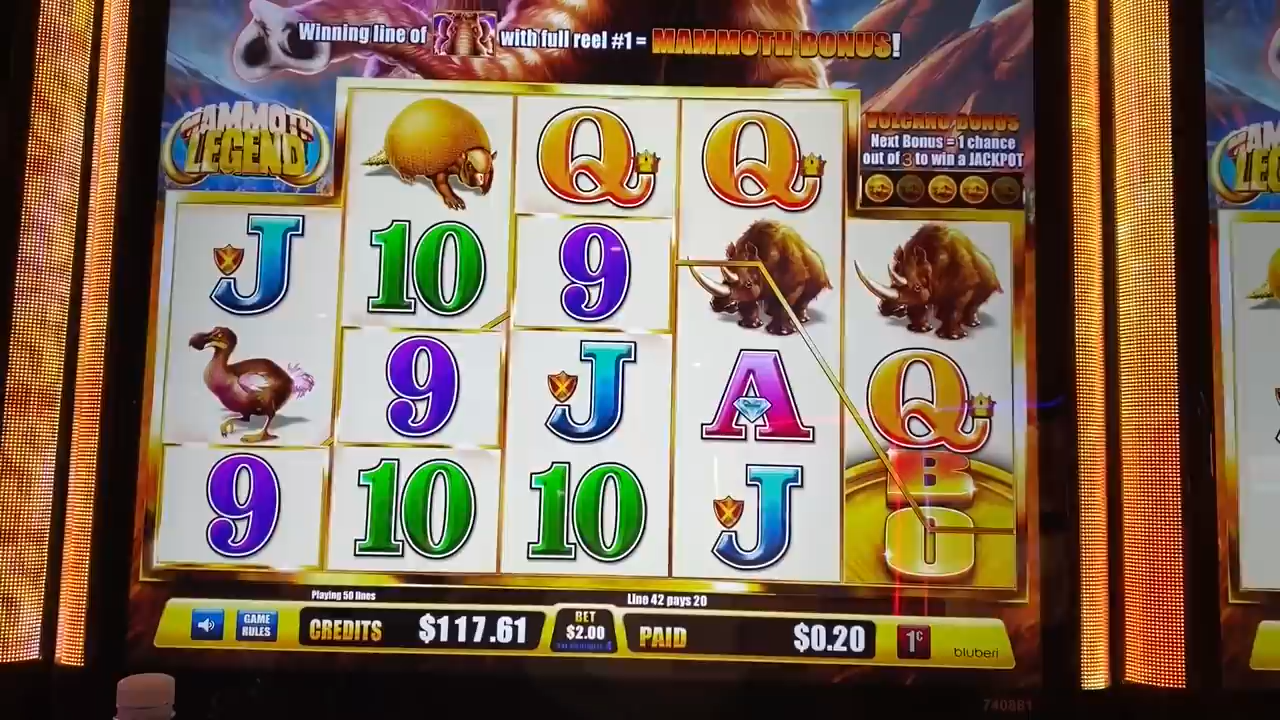 Winning line of with full reel #1 = MAMMOTH BONUS!
MAMMOTH
LEGEND
VOLCANO BONUS
Next Bonus = 1 chance
out of 3 to win a JACKPOT
Q Q
J 10 9
9 J A Q
9 10 10 J
B
O
Playing 50 lines
Line 42 pays 20
GAME
RULES
CREDITS $117.61
BET
$2.00
PAID $0.20
1¢
bluberi
740881